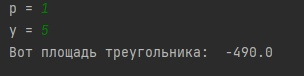 p = 1
y = 5
Вот площадь треугольника:  -490.0